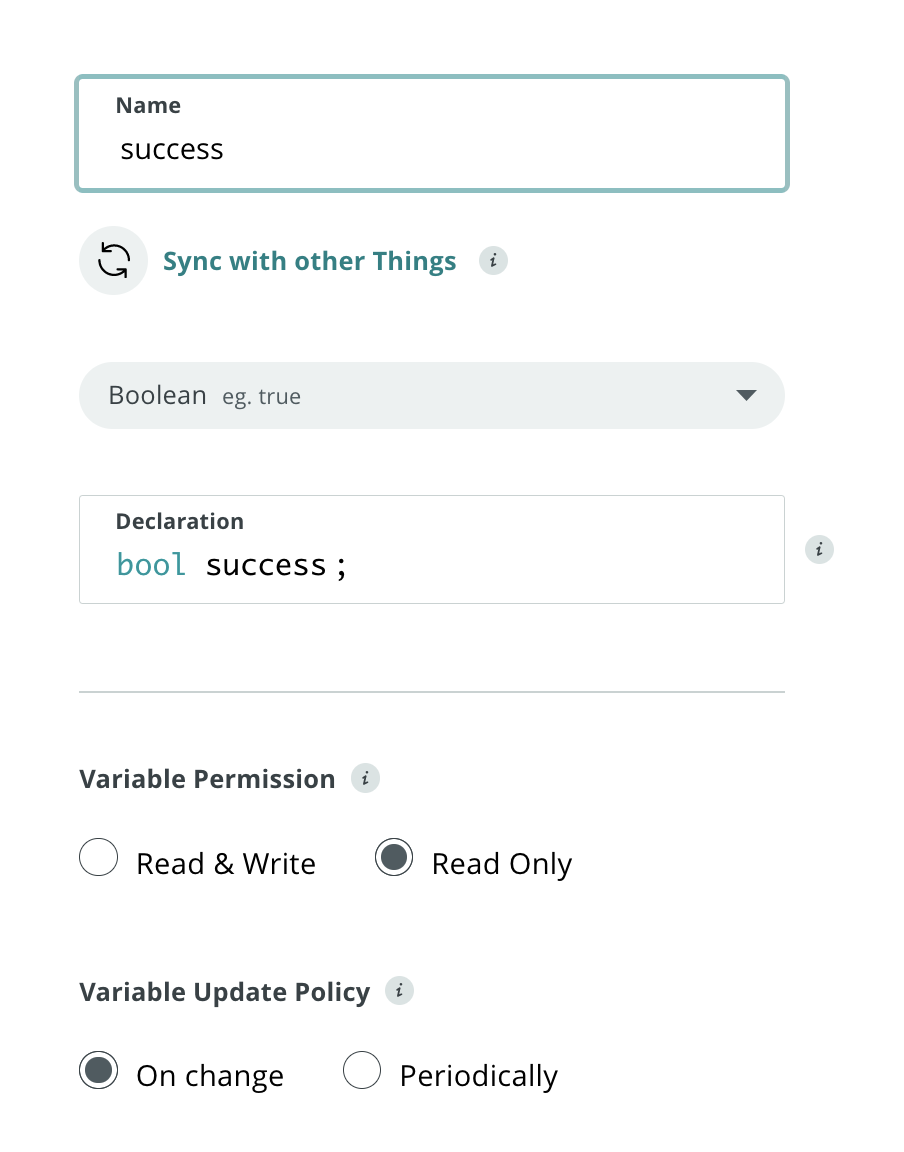 Name
success
Sync with other Things i
Boolean eg. true
Declaration
bool success;
i
Variable Permission i
Read & Write Read Only
Variable Update Policy i
On change Periodically